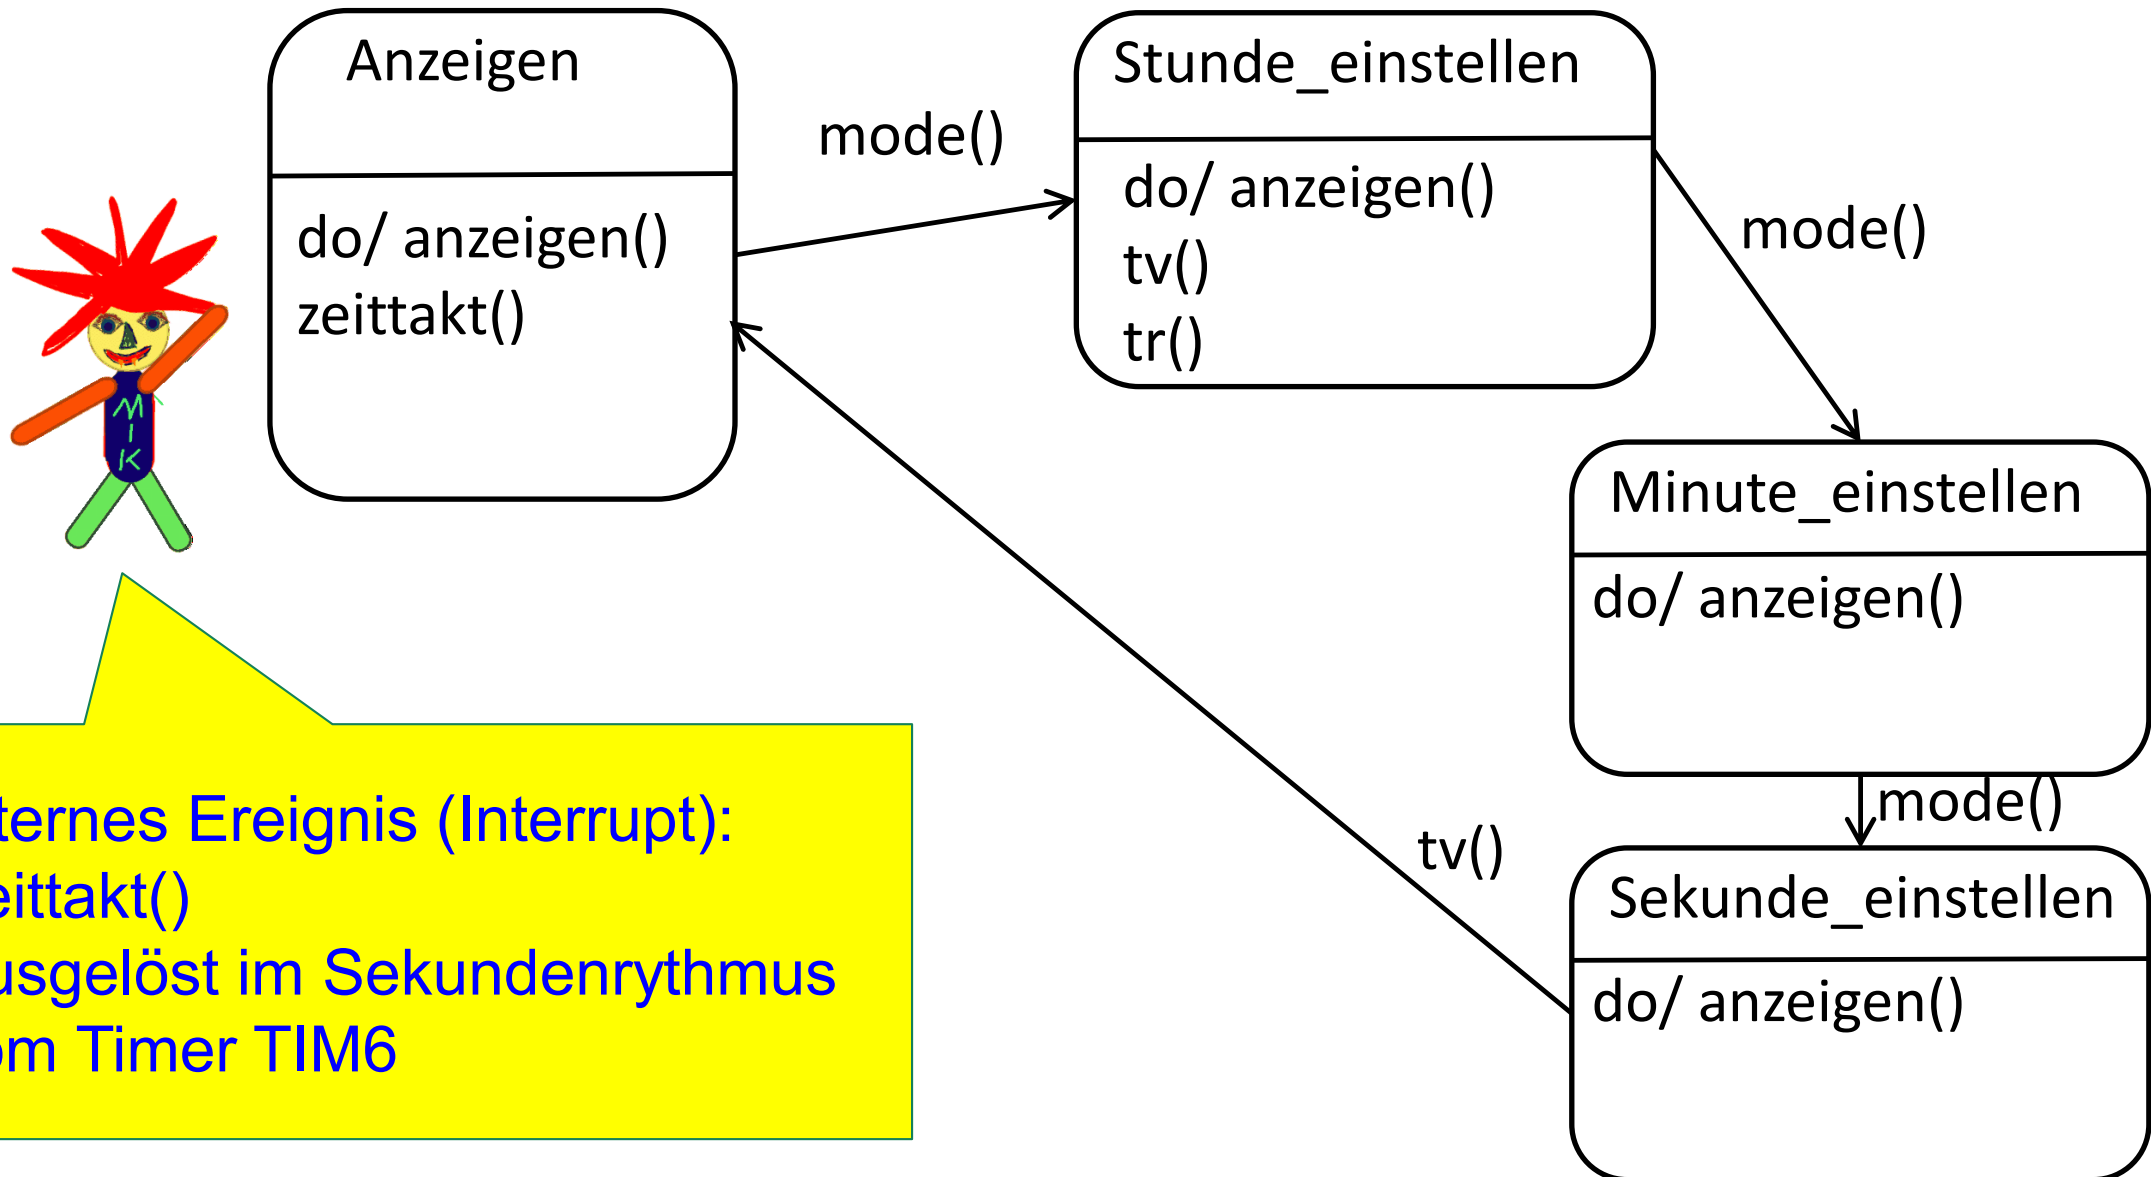 Anzeigen
do/ anzeigen()
zeittakt()
mode()
Stunde_einstellen
do/ anzeigen()
tv()
tr()
mode()
Minute_einstellen
do/ anzeigen()
mode()
Sekunde_einstellen
do/ anzeigen()
tv()
M
I
K
ternes Ereignis (Interrupt):
eittakt()
usgelöst im Sekundenrythmus
om Timer TIM6